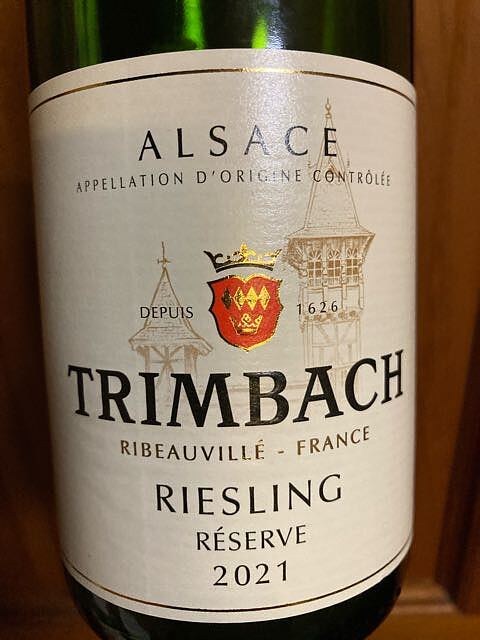 ALSACE
APPELLATION D'ORIGINE CONTRÔLÉE
DEPUIS 1626
TRIMBACH
RIBEAUVILLÉ - FRANCE
RIESLING
RÉSERVE
2021